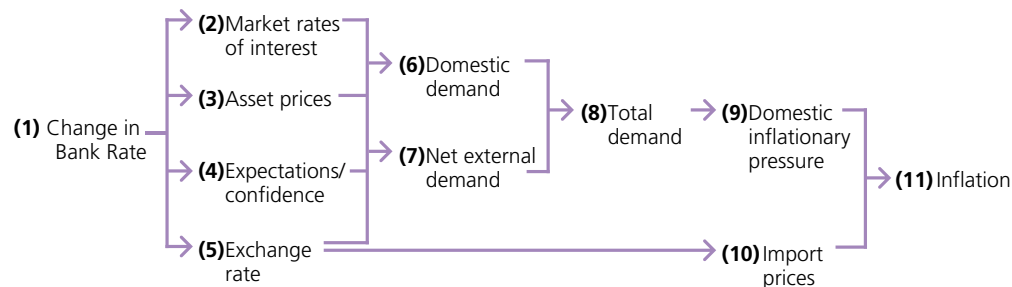 (1) Change in
Bank Rate
(2) Market rates
of interest
(3) Asset prices
(4) Expectations/
confidence
(5) Exchange
rate
(6) Domestic
demand
(7) Net external
demand
(8) Total
demand
(9) Domestic
inflationary
pressure
(10) Import
prices
(11) Inflation